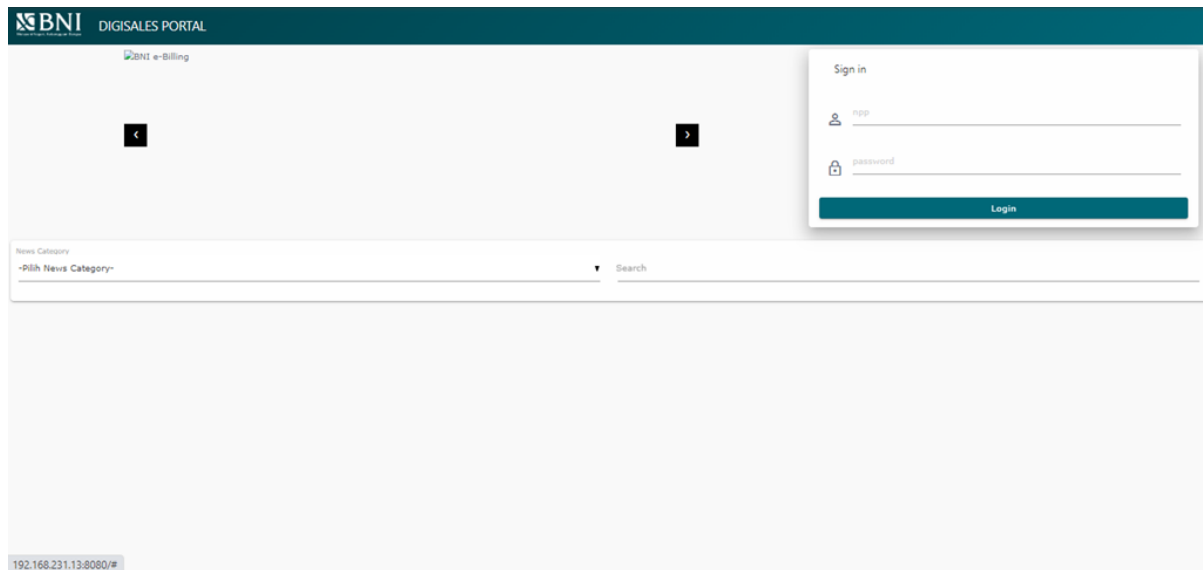 BNI
DIGISALES PORTAL
BNI e-Billing
Sign in
npp
password
Login
News Category
-Pilih News Category-
Search
192.168.231.13:8080/#